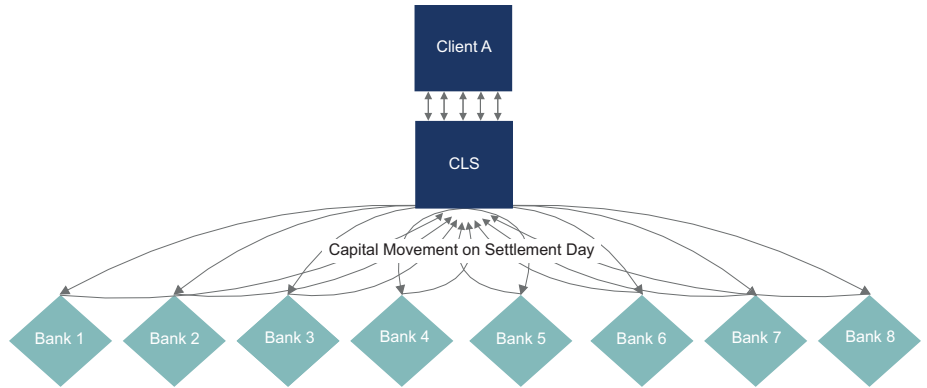 Client A
CLS
Capital Movement on Settlement Day
Bank 1
Bank 2
Bank 3
Bank 4
Bank 5
Bank 6
Bank 7
Bank 8